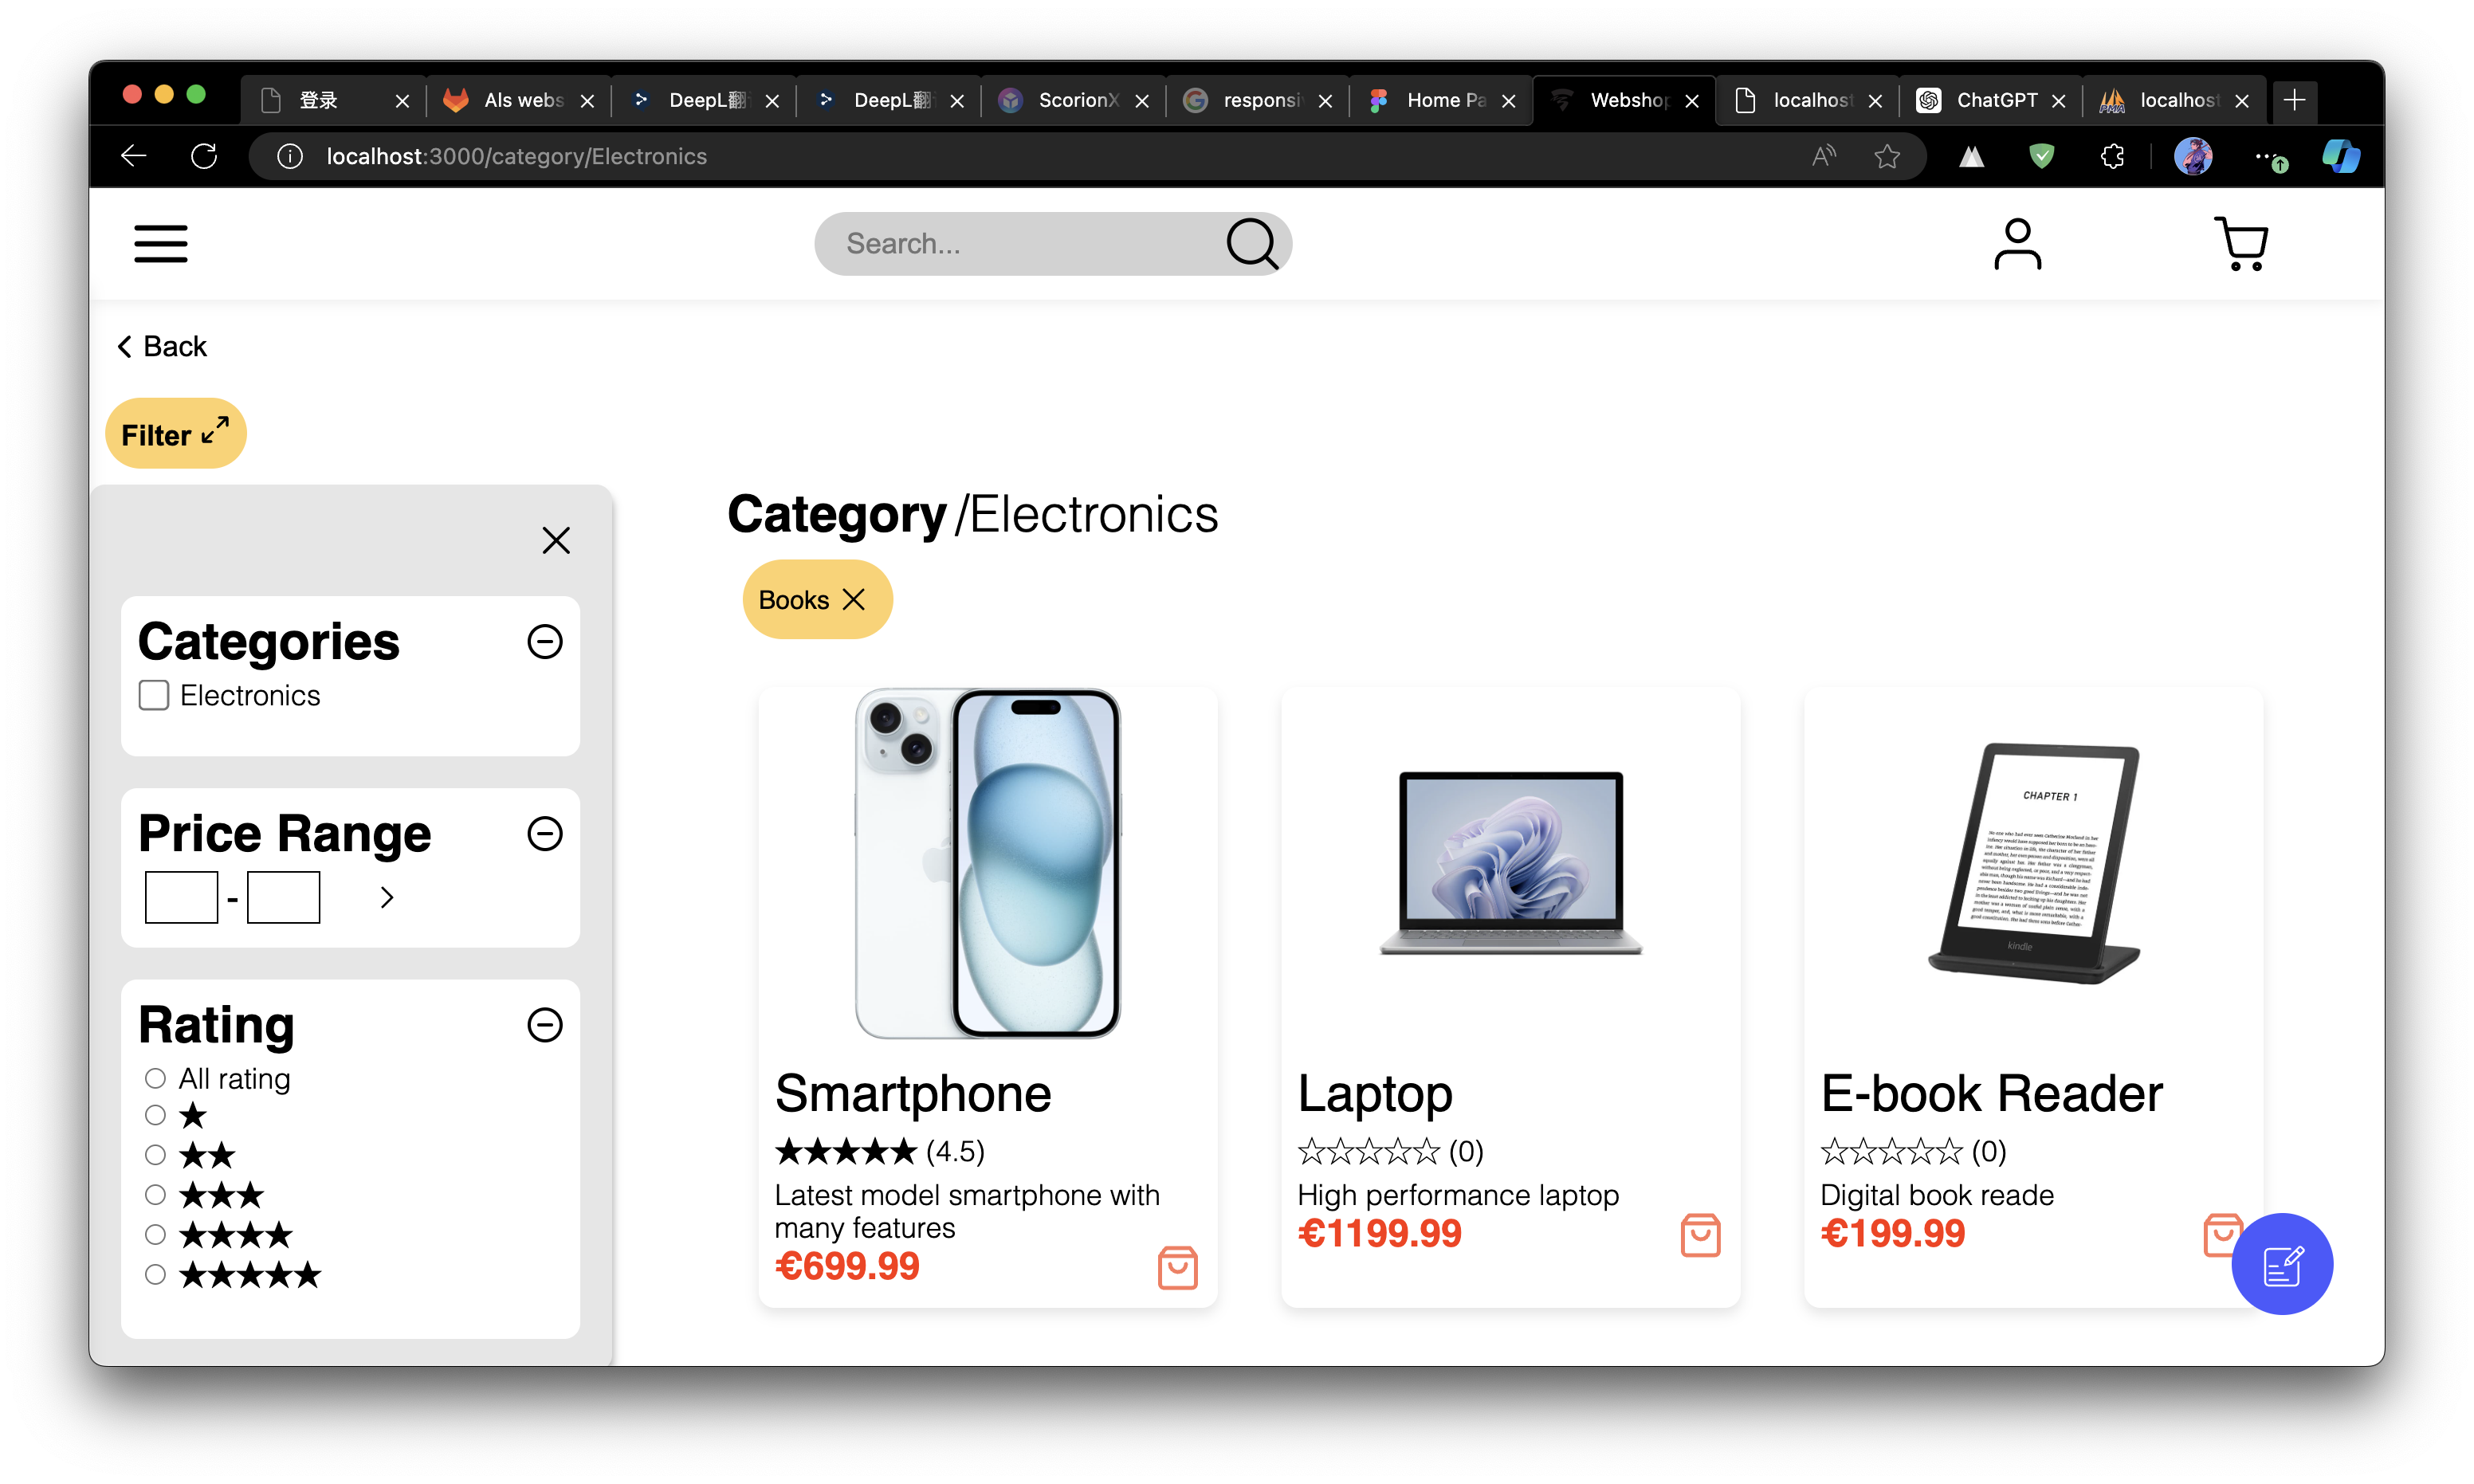 登录
AIs webs
DeepL翻
DeepL翻
ScorionX
responsi
Home Pa
Webshop
localhost
ChatGPT
localhost
localhost:3000/category/Electronics
Search...
Back
Filter
Category /Electronics
Books
Categories
Electronics
Price Range
-
Rating
All rating
★
★★
★★★
★★★★
★★★★★
CHAPTER 1
kindle
Smartphone
★★★★★ (4.5)
Latest model smartphone with
many features
€699.99
Laptop
☆☆☆☆☆ (0)
High performance laptop
€1199.99
E-book Reader
☆☆☆☆☆ (0)
Digital book reade
€199.99